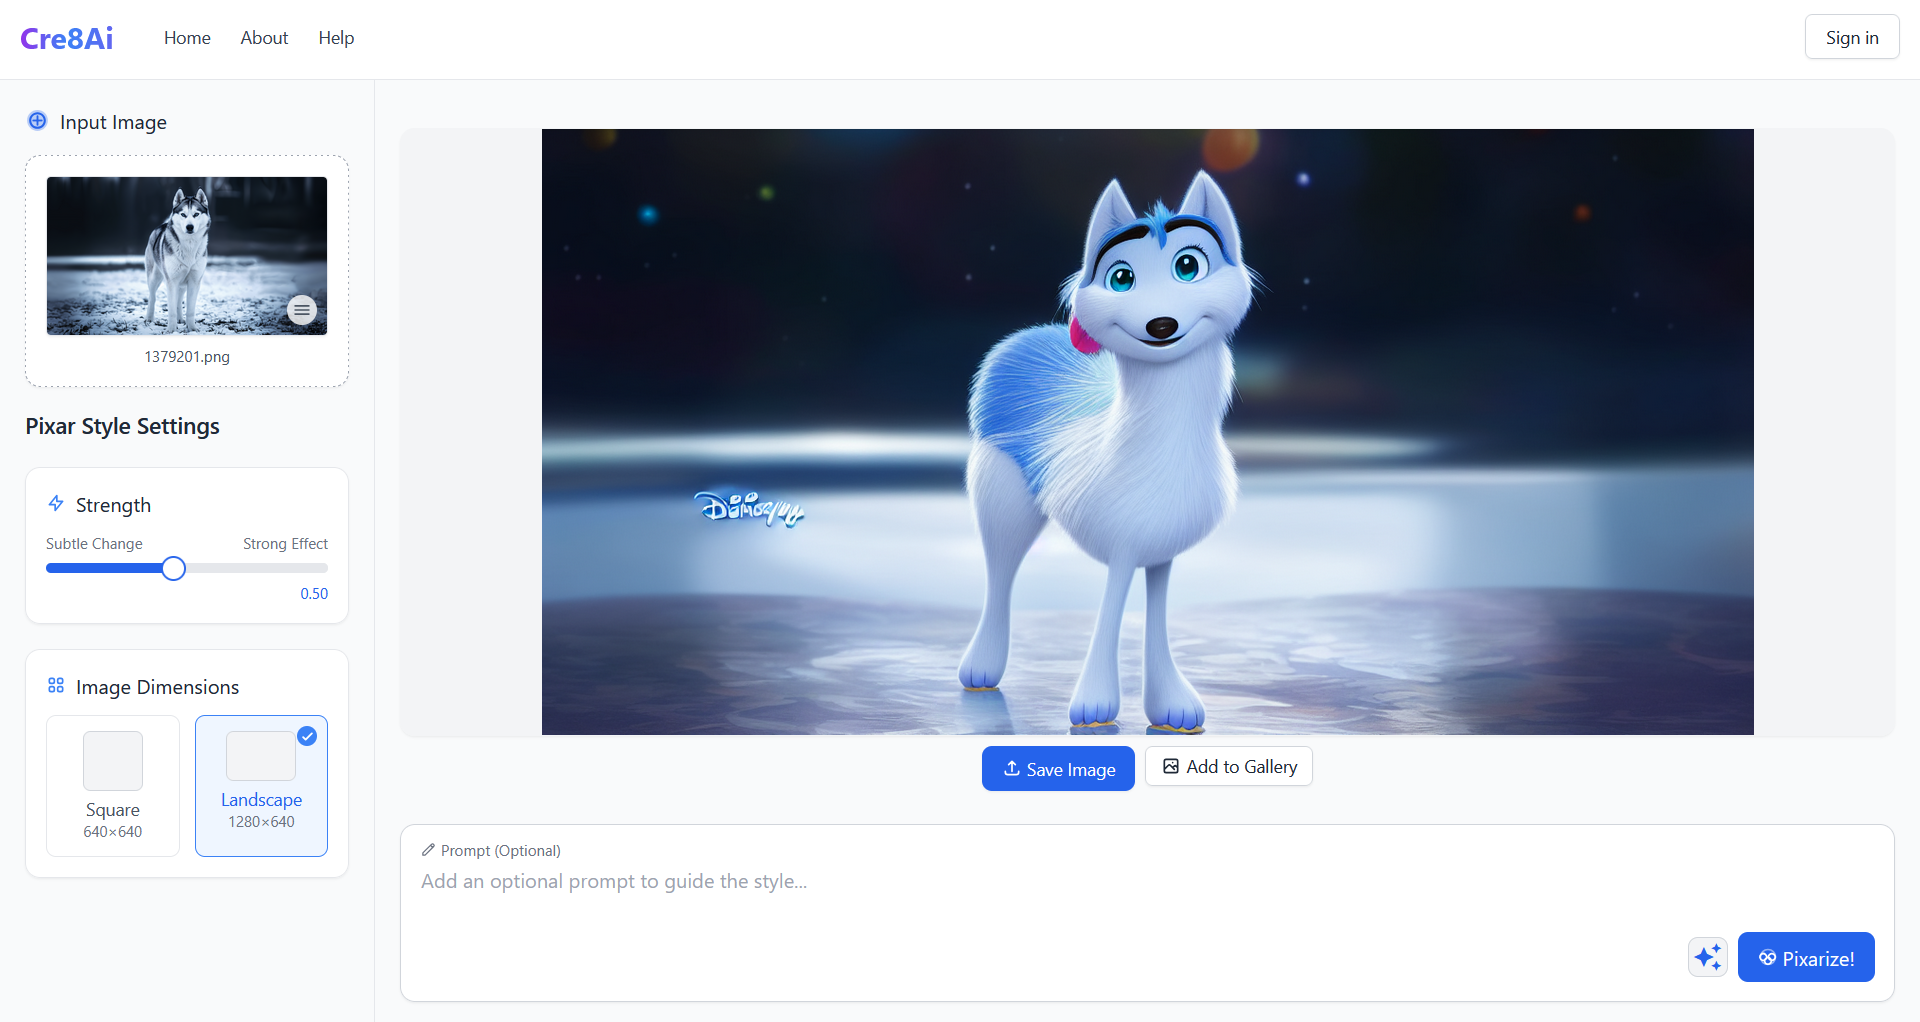 Cre8Ai
Home
About
Help
Sign in
Input Image
1379201.png
Pixar Style Settings
Strength
Subtle Change
Strong Effect
0.50
Image Dimensions
Square
640×640
Landscape
1280×640
Save Image
Add to Gallery
Prompt (Optional)
Add an optional prompt to guide the style...
Pixarize!